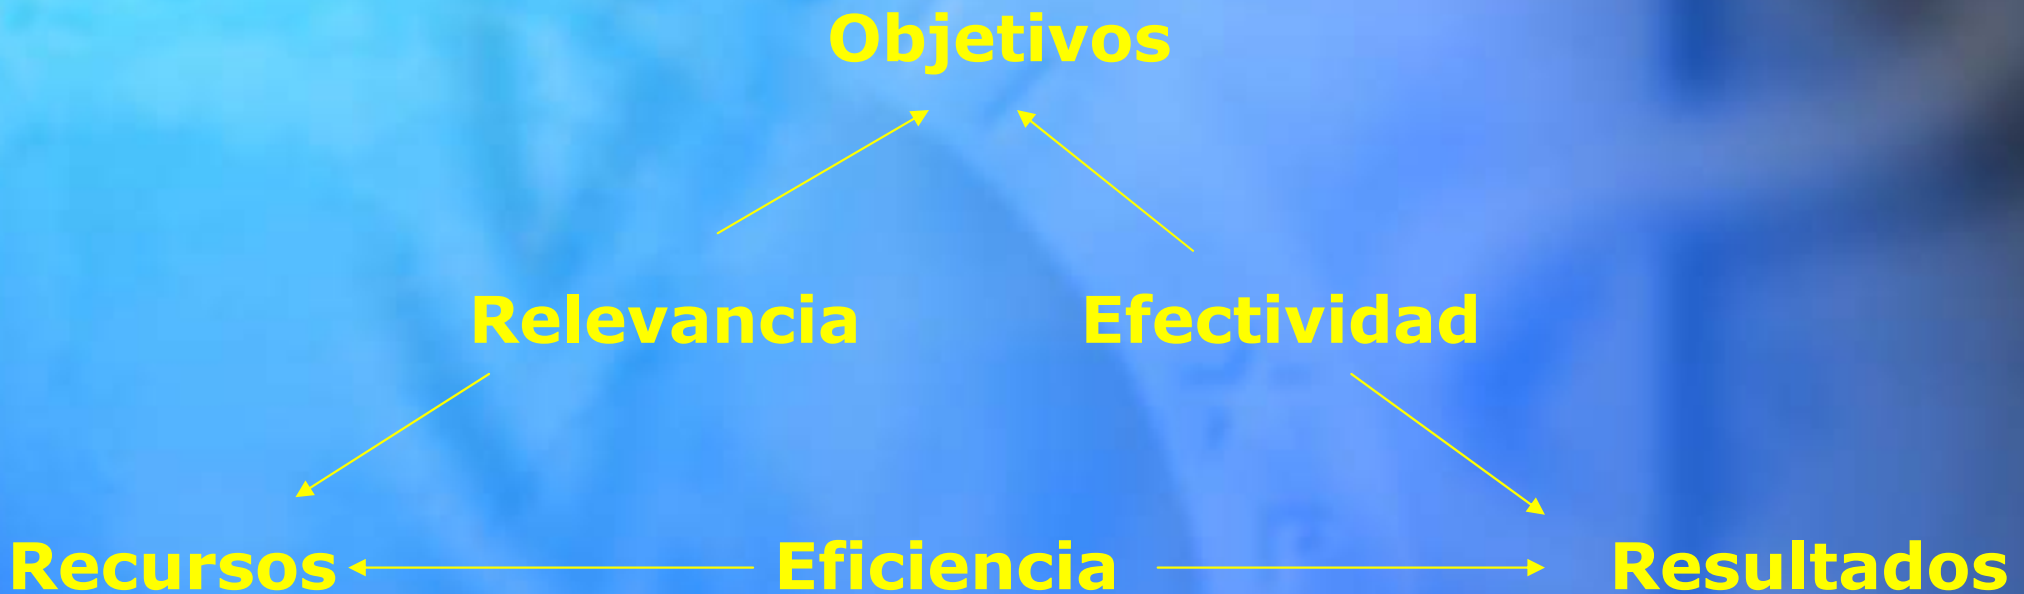 Objetivos
Relevancia Efectividad
Recursos Eficiencia Resultados